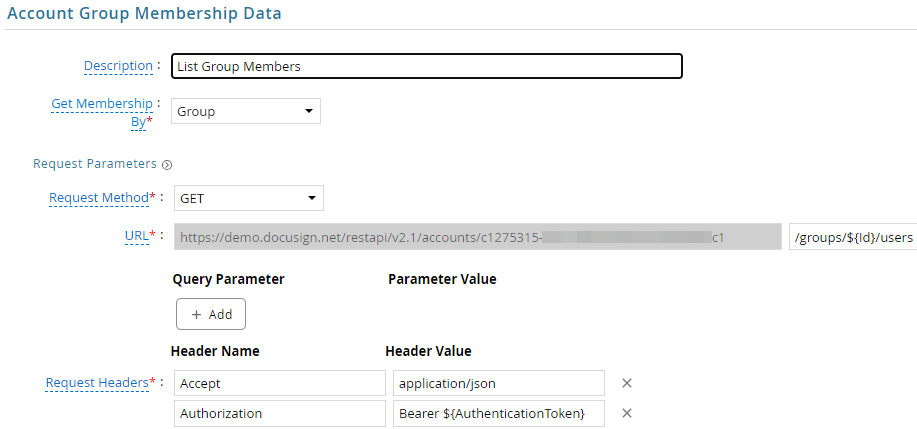 Account Group Membership Data
Description :
List Group Members
Get Membership :
By*
Group
Request Parameters
Request Method* :
GET
URL* :
https://demo.docusign.net/restapi/v2.1/accounts/c1275315- c1
/groups/${Id}/users
Query Parameter Parameter Value
+ Add
Header Name Header Value
Request Headers* :
Accept application/json ×
Authorization Bearer ${AuthenticationToken} ×